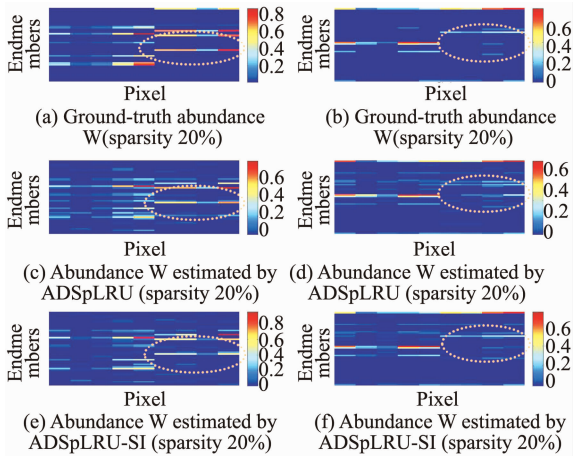 Endme
mbers
0.8
0.6
0.4
0.2
0
Pixel
(a) Ground-truth abundance
W(sparsity 20%)
Endme
mbers
0.6
0.4
0.2
0
Pixel
(b) Ground-truth abundance
W(sparsity 20%)
Endme
mbers
0.6
0.4
0.2
0
Pixel
(c) Abundance W estimated by
ADSpLRU (sparsity 20%)
Endme
mbers
0.6
0.4
0.2
0
Pixel
(d) Abundance W estimated by
ADSpLRU (sparsity 20%)
Endme
mbers
0.8
0.6
0.4
0.2
0
Pixel
(e) Abundance W estimated by
ADSpLRU-SI (sparsity 20%)
Endme
mbers
0.6
0.4
0.2
0
Pixel
(f) Abundance W estimated by
ADSpLRU-SI (sparsity 20%)